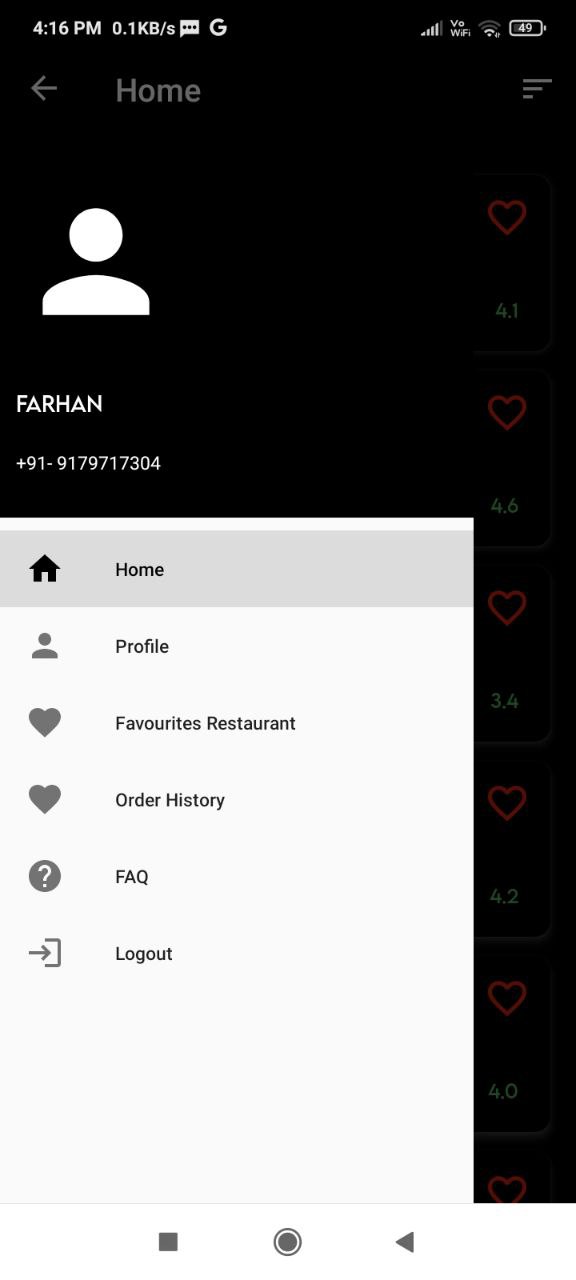 4:16 PM 0.1KB/s G Vo WiFi 49
Home
4.1
FARHAN
+91- 9179717304
4.6
Home
Profile
3.4
Favourites Restaurant
Order History
FAQ
4.2
Logout
4.0